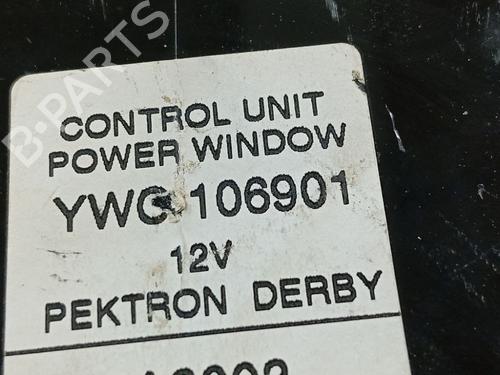 B-PARTS
CONTROL UNIT
POWER WINDOW
YWC 106901
12V
PEKTRON DERBY